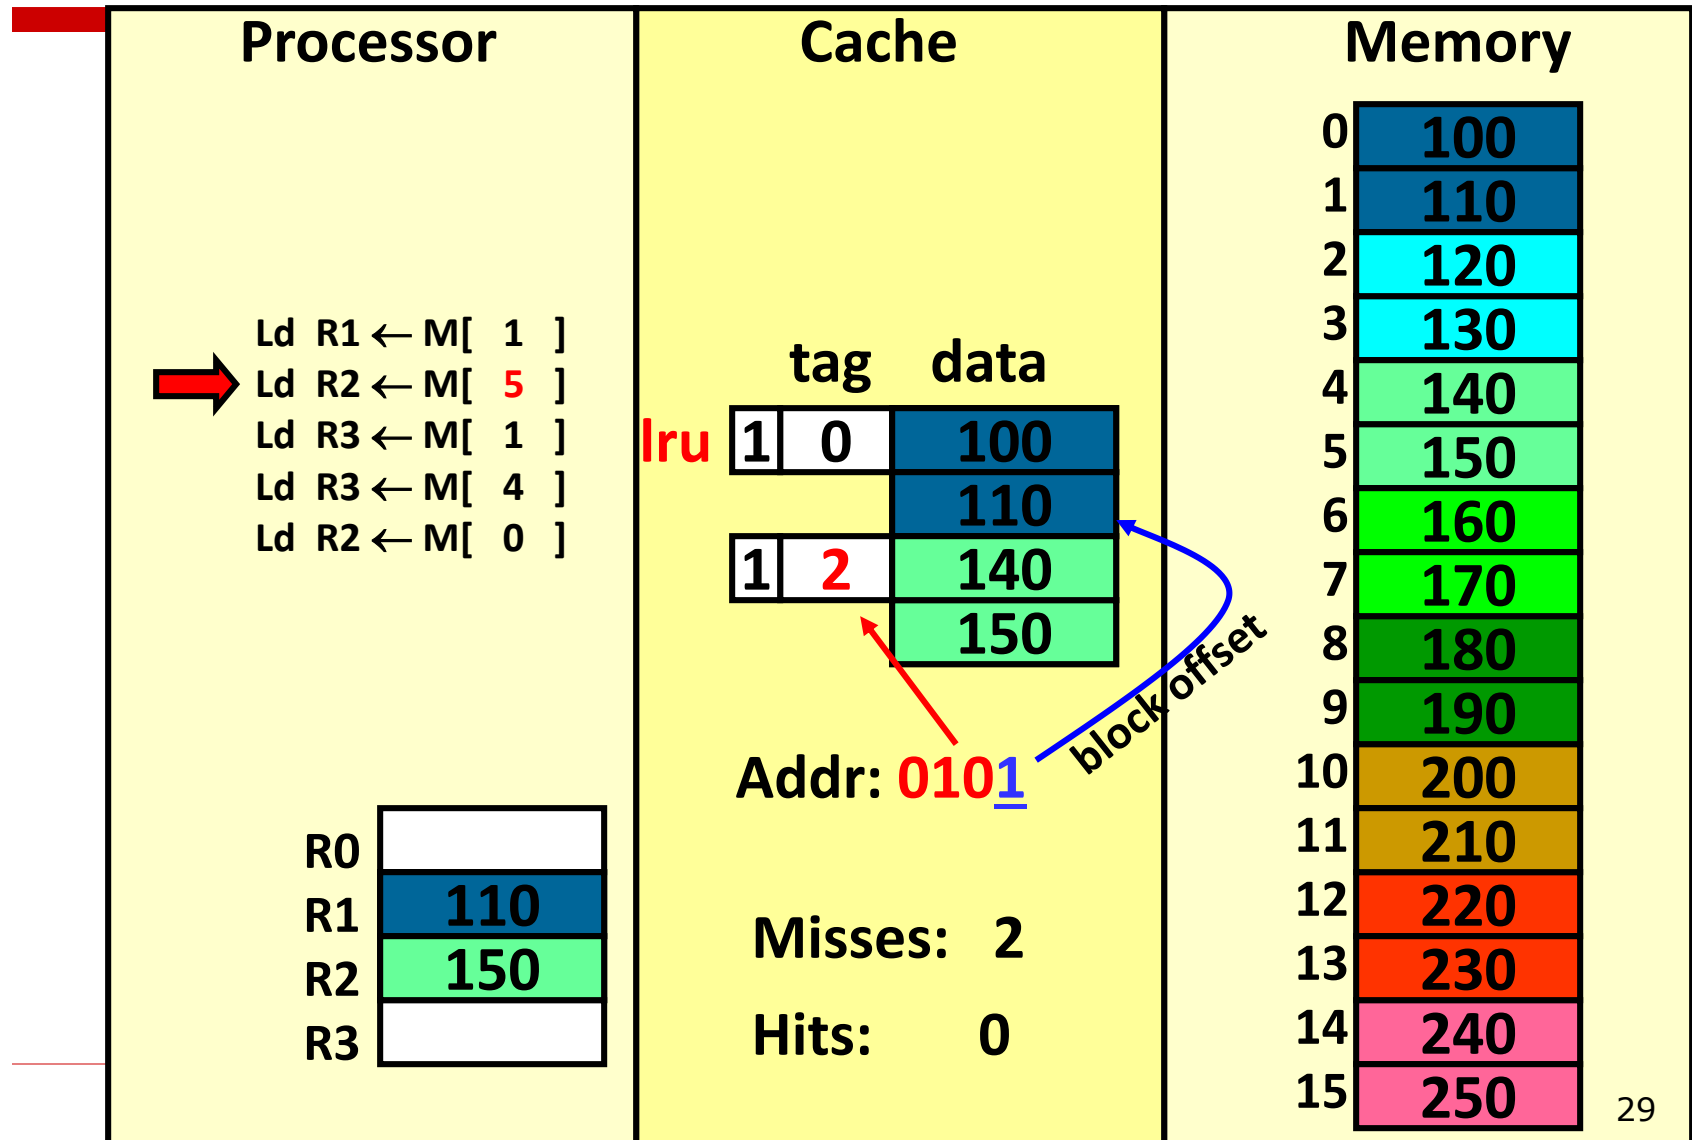 Processor
Cache
Memory
Ld R1 ← M[ 1 ]
Ld R2 ← M[ 5 ]
Ld R3 ← M[ 1 ]
Ld R3 ← M[ 4 ]
Ld R2 ← M[ 0 ]
R0
R1 110
R2 150
R3
tag data
lru 1 0 100
110
1 2 140
150
block offset
Addr: 0101
Misses: 2
Hits: 0
0 100
1 110
2 120
3 130
4 140
5 150
6 160
7 170
8 180
9 190
10 200
11 210
12 220
13 230
14 240
15 250
29